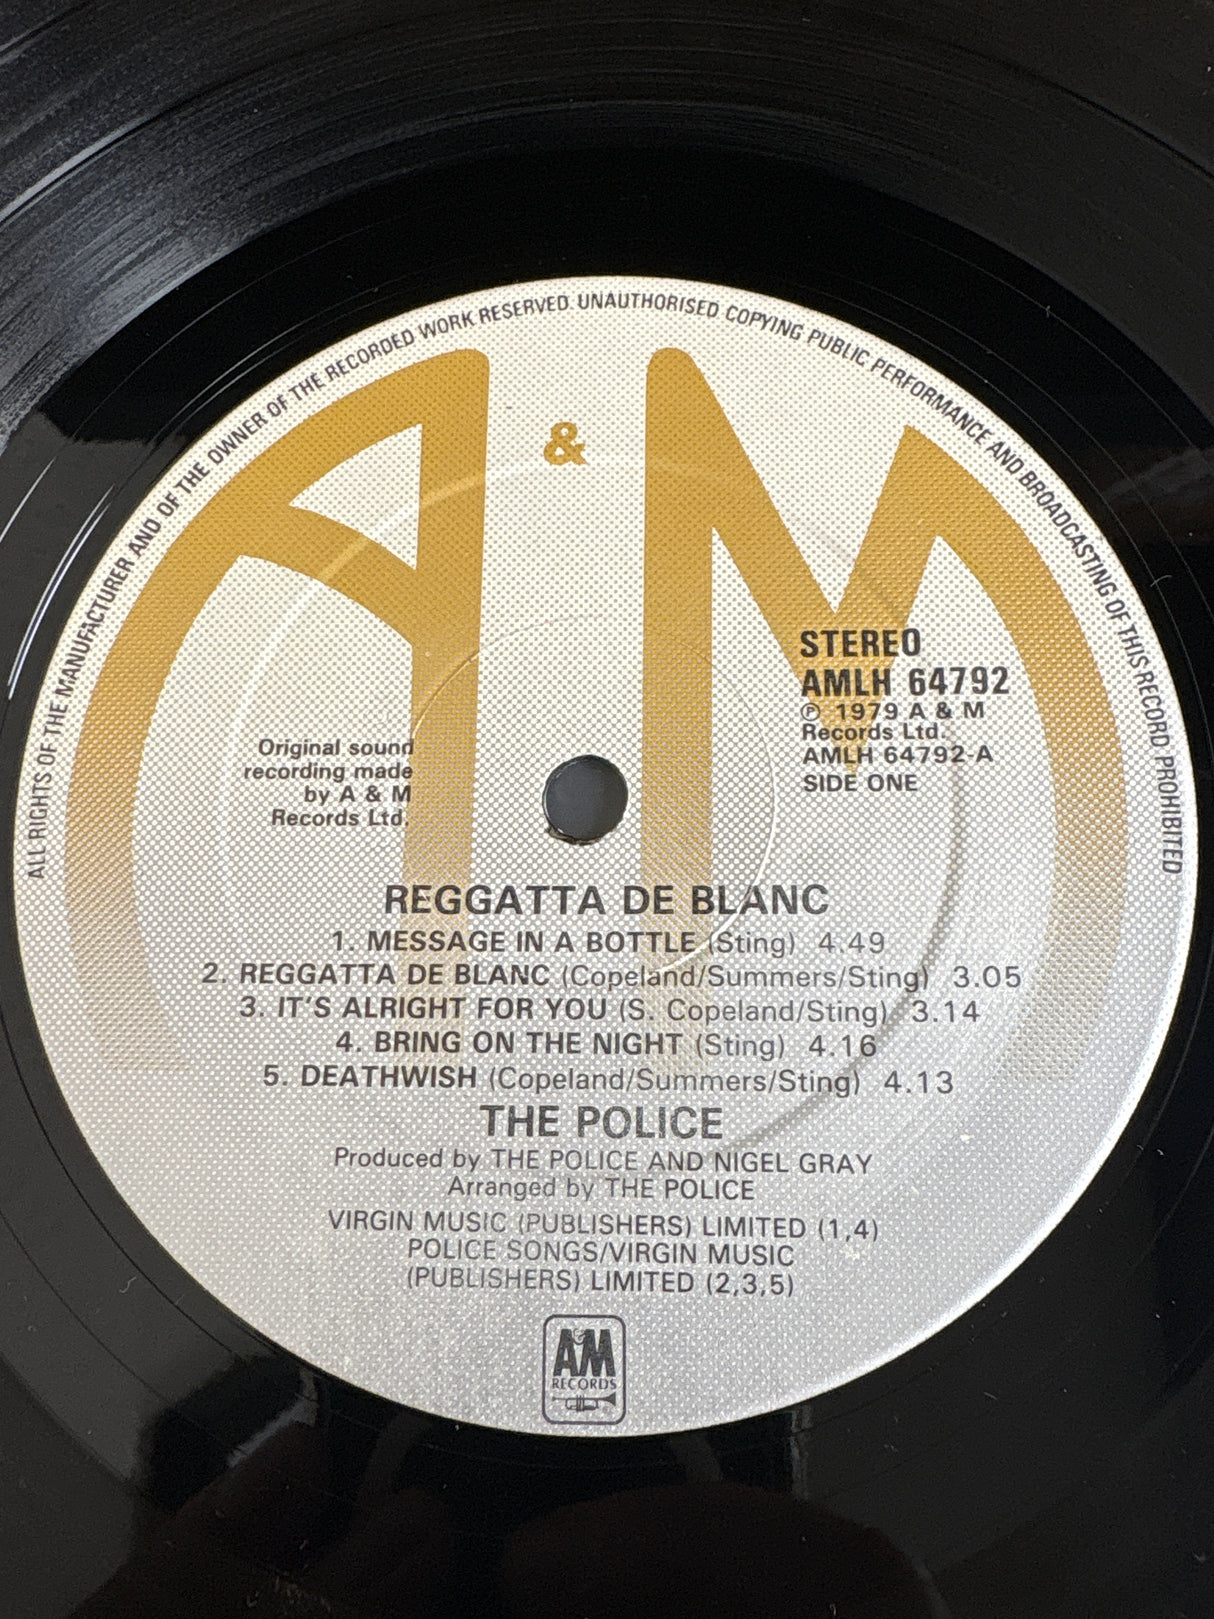 ALL RIGHTS OF THE MANUFACTURER AND OF THE OWNER OF THE RECORDED WORK RESERVED. UNAUTHORISED COPYING PUBLIC PERFORMANCE AND BROADCASTING OF THIS RECORD PROHIBITED
A & M
STEREO
AMLH 64792
℗ 1979 A & M
Records Ltd.
AMLH 64792-A
SIDE ONE
Original sound
recording made
by A & M
Records Ltd.
REGGATTA DE BLANC
1. MESSAGE IN A BOTTLE (Sting) 4.49
2. REGGATTA DE BLANC (Copeland/Summers/Sting) 3.05
3. IT'S ALRIGHT FOR YOU (S. Copeland/Sting) 3.14
4. BRING ON THE NIGHT (Sting) 4.16
5. DEATHWISH (Copeland/Summers/Sting) 4.13
THE POLICE
Produced by THE POLICE AND NIGEL GRAY
Arranged by THE POLICE
VIRGIN MUSIC (PUBLISHERS) LIMITED (1,4)
POLICE SONGS/VIRGIN MUSIC
(PUBLISHERS) LIMITED (2,3,5)
A&M
RECORDS